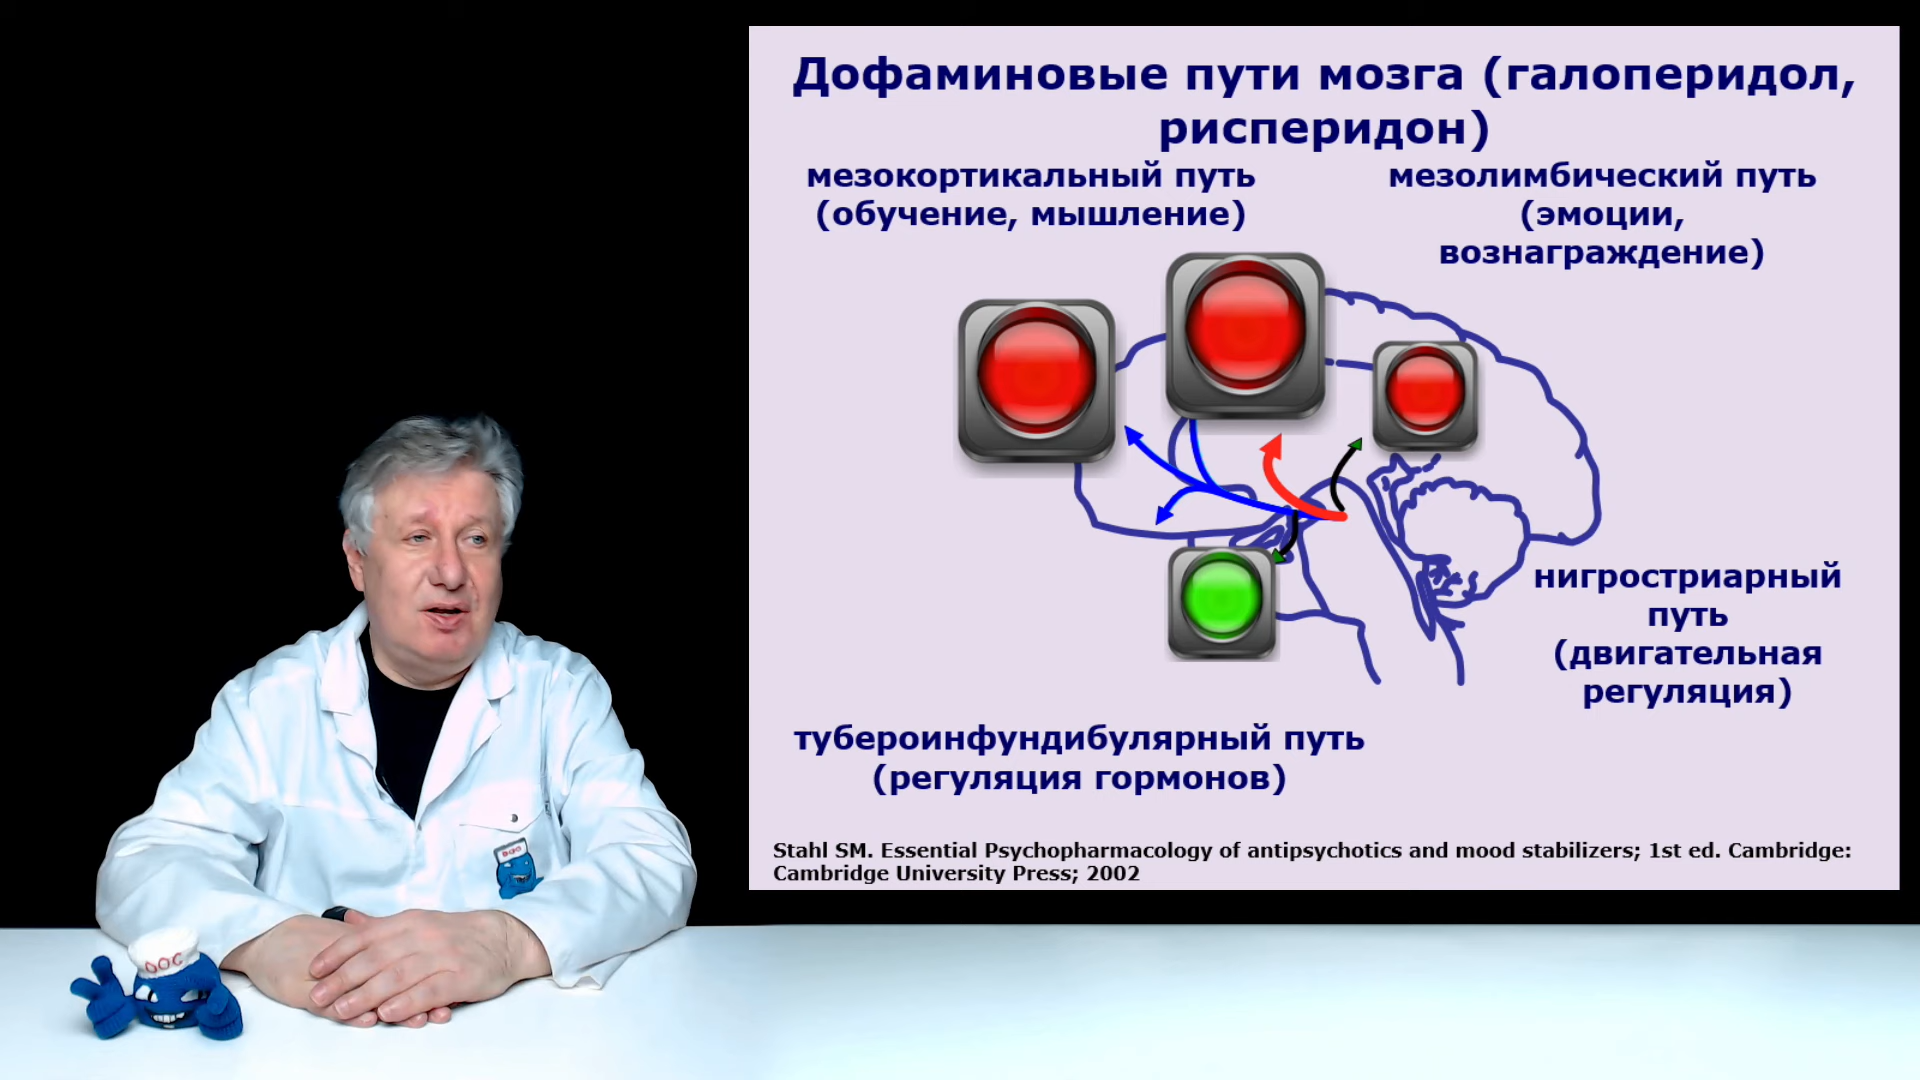 Дофаминовые пути мозга (галоперидол,
рисперидон)
мезокортикальный путь
(обучение, мышление)
мезолимбический путь
(эмоции,
вознаграждение)
нигростриарный
путь
(двигательная
регуляция)
тубероинфундибулярный путь
(регуляция гормонов)
Stahl SM. Essential Psychopharmacology of antipsychotics and mood stabilizers; 1st ed. Cambridge:
Cambridge University Press; 2002
DOC